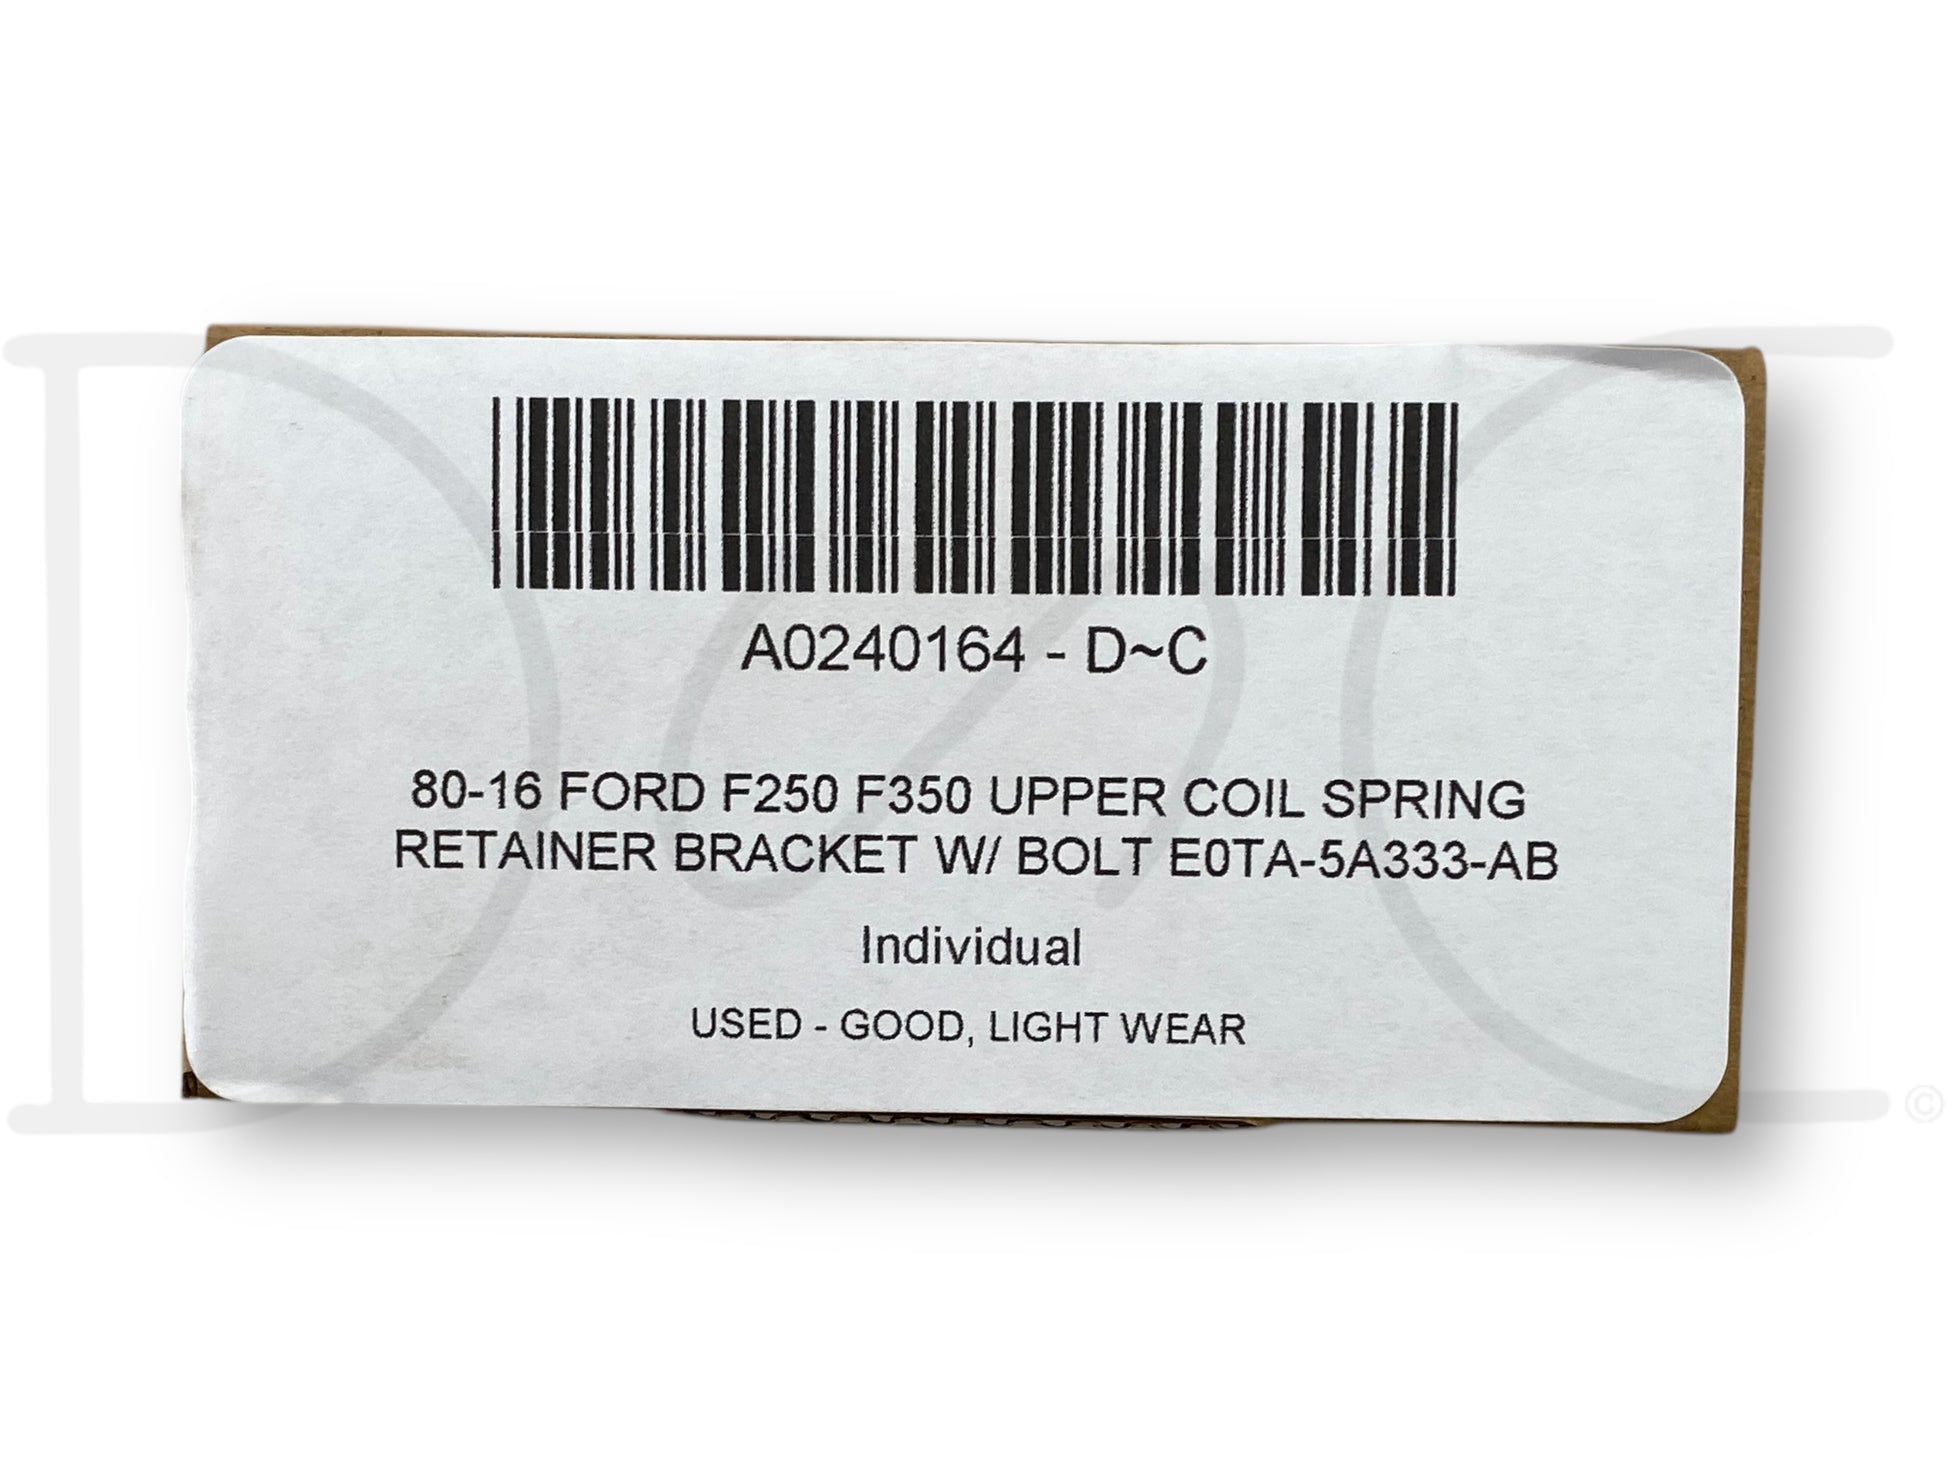 A0240164 - D~C
80-16 FORD F250 F350 UPPER COIL SPRING
RETAINER BRACKET W/ BOLT E0TA-5A333-AB
Individual
USED - GOOD, LIGHT WEAR
©